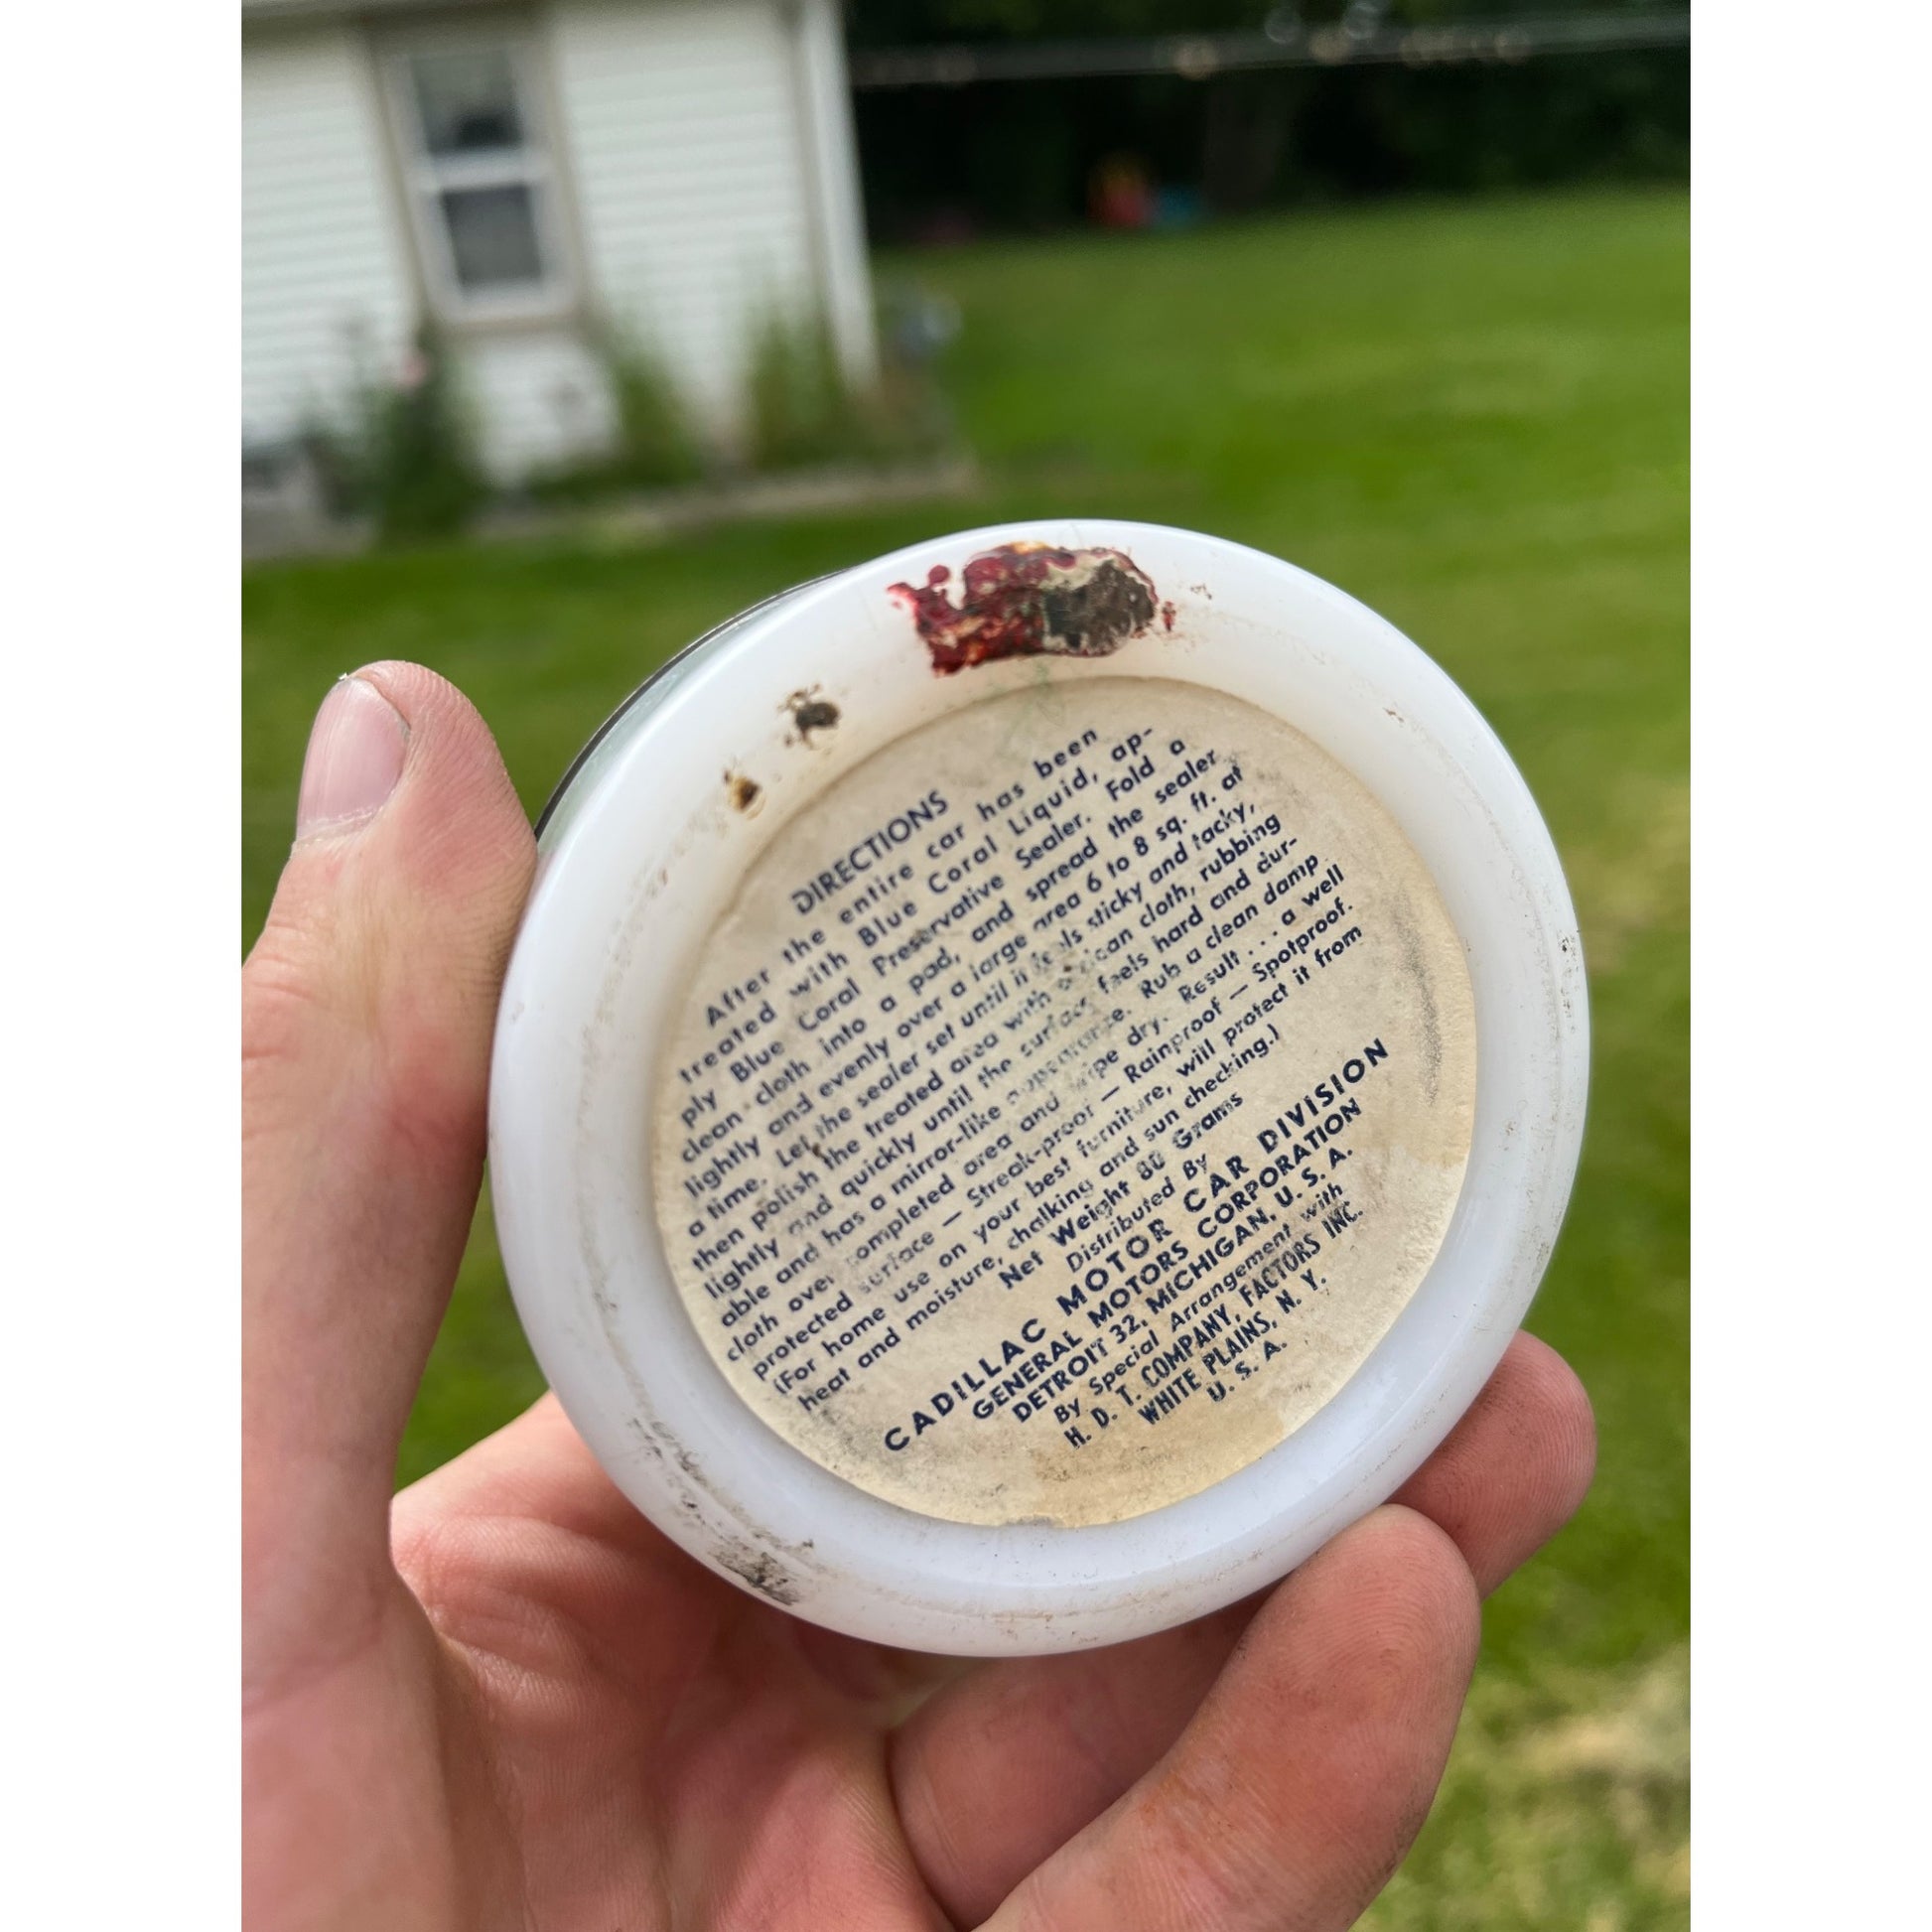 DIRECTIONS
After the entire car has been
treated with Blue Coral Liquid, ap-
ply Blue Coral Preservative Sealer. Fold a
clean cloth into a pad, and spread the sealer
lightly and evenly over a large area 6 to 8 sq. ft. at
a time. Let the sealer set until it feels sticky and tacky,
then polish the treated area with a clean cloth, rubbing
lightly and quickly until the surface feels hard and dur-
able and has a mirror-like appearance. Rub a clean damp
cloth over completed area and wipe dry. Result . . . a well
protected surface — Streak-proof — Rainproof — Spotproof.
(For home use on your best furniture, will protect it from
heat and moisture, chalking and sun checking.)
Net Weight 80 Grams
Distributed By
CADILLAC MOTOR CAR DIVISION
GENERAL MOTORS CORPORATION
DETROIT 32, MICHIGAN, U. S. A.
By Special Arrangement with
H. D. T. COMPANY, FACTORS INC.
WHITE PLAINS, N. Y.
U. S. A.